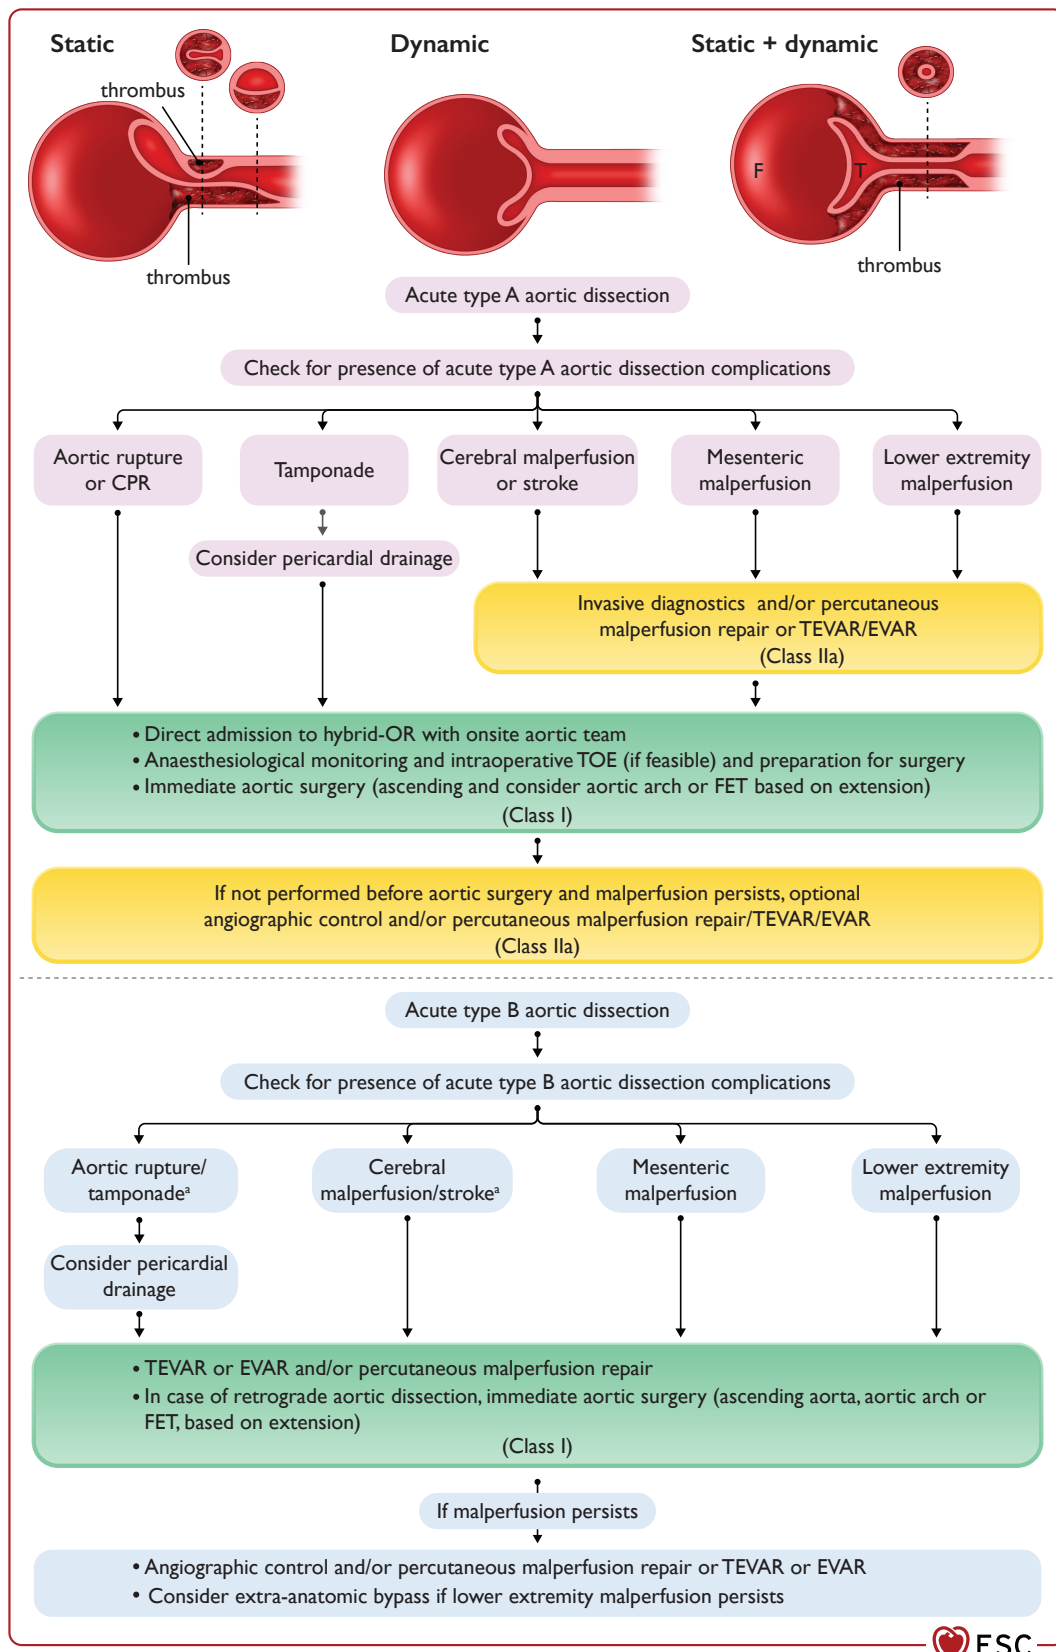 Static
Dynamic
Static + dynamic
thrombus
F
T
thrombus
thrombus
Acute type A aortic dissection
Check for presence of acute type A aortic dissection complications
Aortic rupture
or CPR
Tamponade
Cerebral malperfusion
or stroke
Mesenteric
malperfusion
Lower extremity
malperfusion
Consider pericardial drainage
Invasive diagnostics and/or percutaneous
malperfusion repair or TEVAR/EVAR
(Class IIa)
• Direct admission to hybrid-OR with onsite aortic team
• Anaesthesiological monitoring and intraoperative TOE (if feasible) and preparation for surgery
• Immediate aortic surgery (ascending and consider aortic arch or FET based on extension)
(Class I)
If not performed before aortic surgery and malperfusion persists, optional
angiographic control and/or percutaneous malperfusion repair/TEVAR/EVAR
(Class IIa)
Acute type B aortic dissection
Check for presence of acute type B aortic dissection complications
Aortic rupture/
tamponadeᵃ
Cerebral
malperfusion/strokeᵃ
Mesenteric
malperfusion
Lower extremity
malperfusion
Consider pericardial
drainage
• TEVAR or EVAR and/or percutaneous malperfusion repair
• In case of retrograde aortic dissection, immediate aortic surgery (ascending aorta, aortic arch or
FET, based on extension)
(Class I)
If malperfusion persists
• Angiographic control and/or percutaneous malperfusion repair or TEVAR or EVAR
• Consider extra-anatomic bypass if lower extremity malperfusion persists
ESC